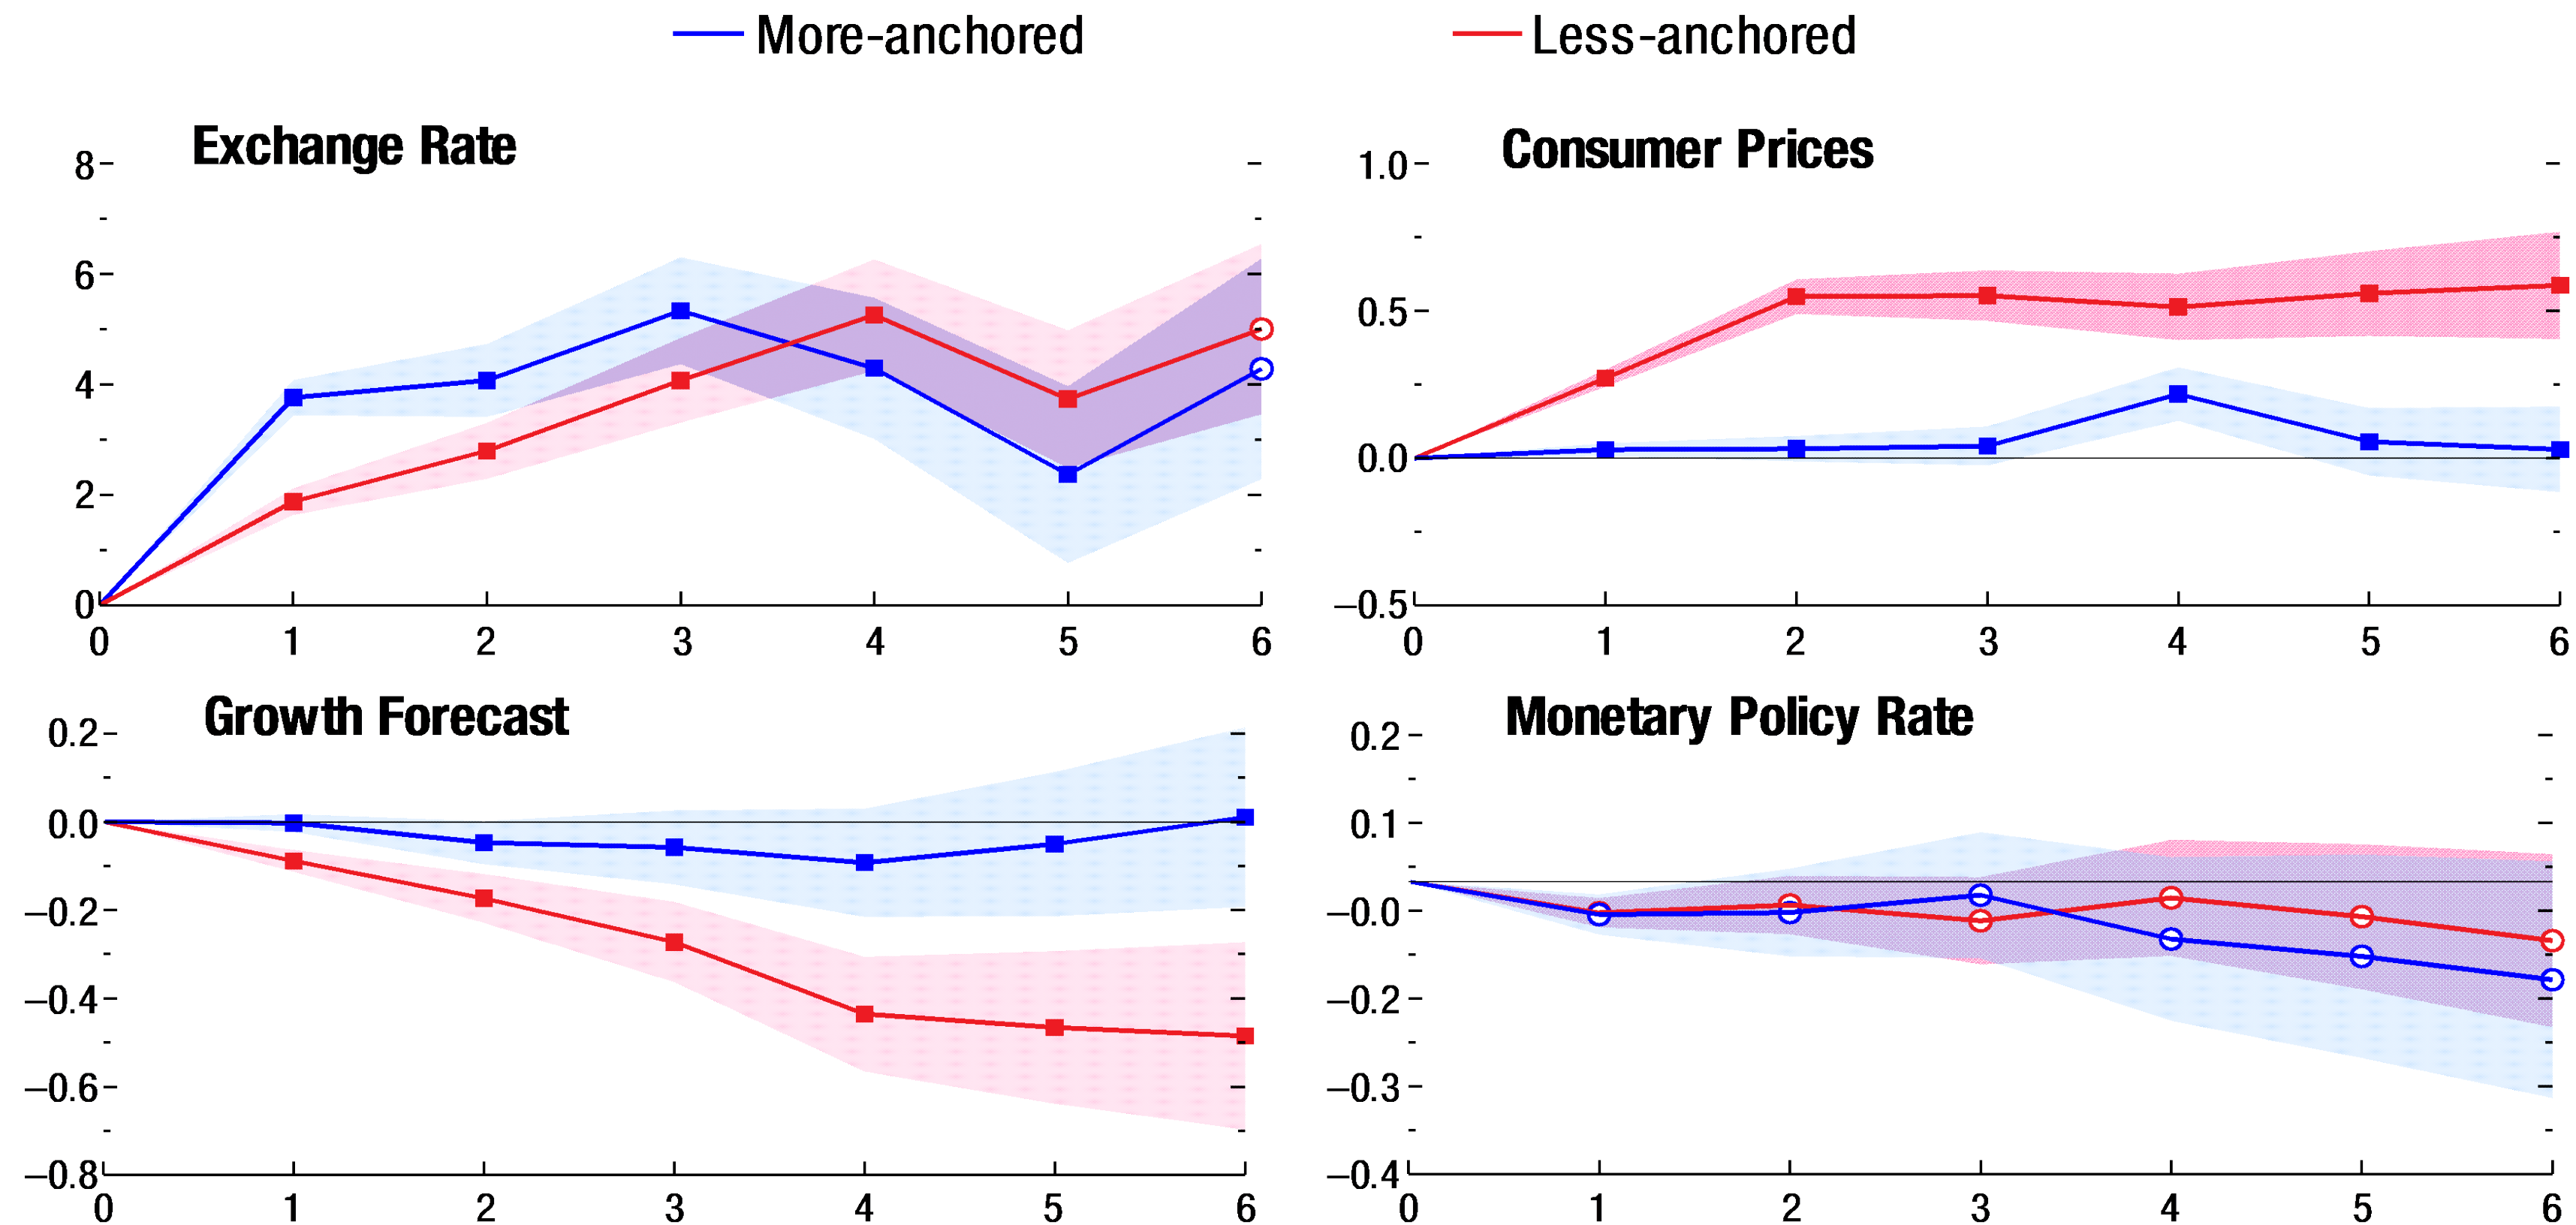 More-anchored Less-anchored
Exchange Rate
8
6
4
2
0
0 1 2 3 4 5 6
Consumer Prices
1.0
0.5
0.0
–0.5
0 1 2 3 4 5 6
Growth Forecast
0.2
0.0
–0.2
–0.4
–0.6
–0.8
0 1 2 3 4 5 6
Monetary Policy Rate
0.2
0.1
–0.0
–0.2
–0.3
–0.4
0 1 2 3 4 5 6